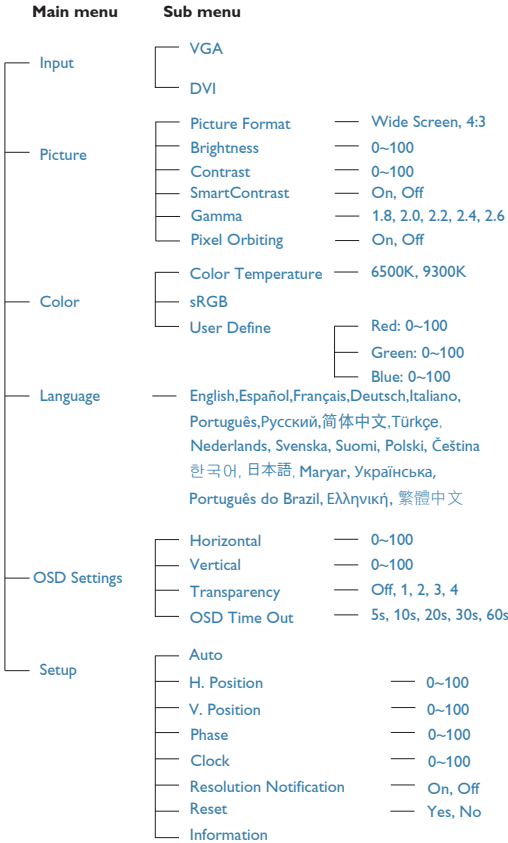 Main menu Sub menu
Input
VGA
DVI
Picture
Picture Format Wide Screen, 4:3
Brightness 0~100
Contrast 0~100
SmartContrast On, Off
Gamma 1.8, 2.0, 2.2, 2.4, 2.6
Pixel Orbiting On, Off
Color
Color Temperature 6500K, 9300K
sRGB
User Define
Red: 0~100
Green: 0~100
Blue: 0~100
Language
English,Español,Français,Deutsch,Italiano,
Português,Русский,简体中文,Türkçe,
Nederlands, Svenska, Suomi, Polski, Čeština
한국어, 日本語, Maryar, Українська,
Português do Brazil, Ελληνική, 繁體中文
OSD Settings
Horizontal 0~100
Vertical 0~100
Transparency Off, 1, 2, 3, 4
OSD Time Out 5s, 10s, 20s, 30s, 60s
Setup
Auto
H. Position 0~100
V. Position 0~100
Phase 0~100
Clock 0~100
Resolution Notification On, Off
Reset Yes, No
Information